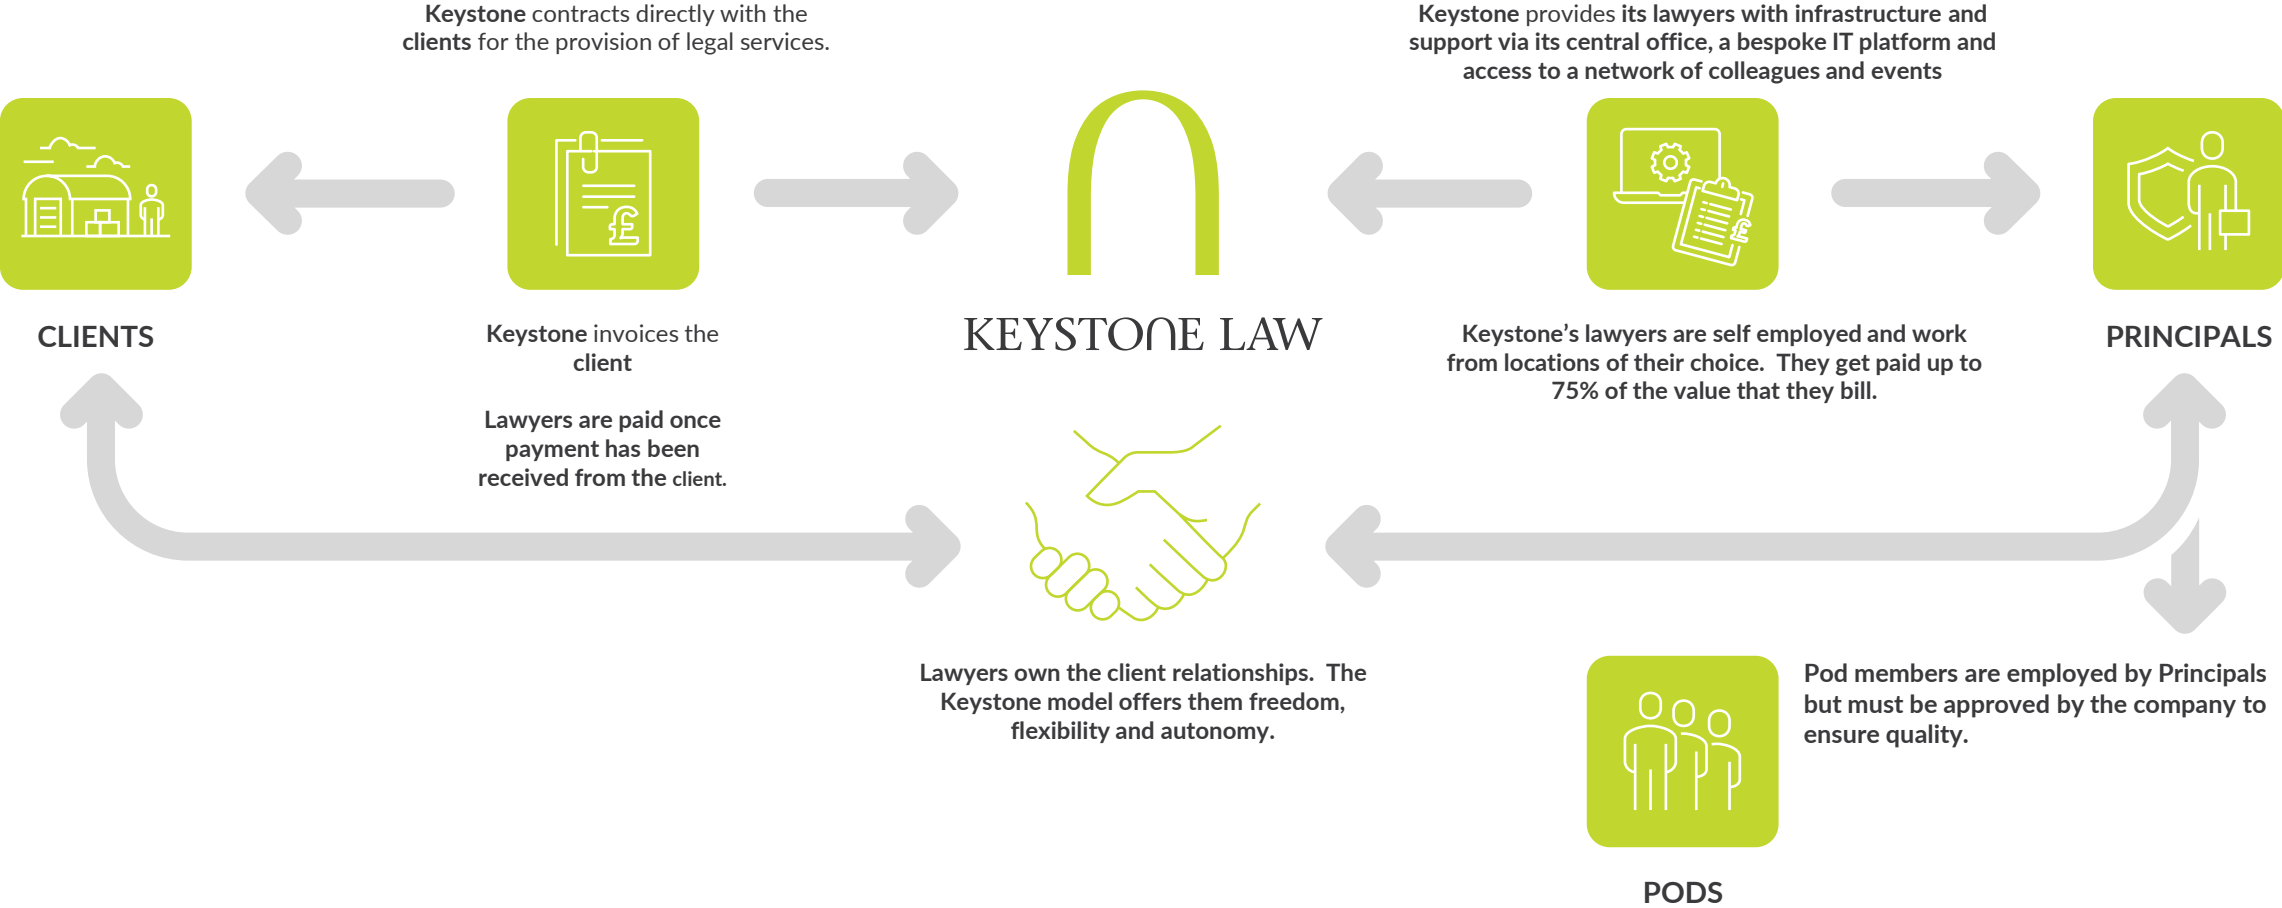 Keystone contracts directly with the
clients for the provision of legal services.
Keystone provides its lawyers with infrastructure and
support via its central office, a bespoke IT platform and
access to a network of colleagues and events
CLIENTS
Keystone invoices the
client
Lawyers are paid once
payment has been
received from the client.
KEYSTONE LAW
Keystone’s lawyers are self employed and work
from locations of their choice.  They get paid up to
75% of the value that they bill.
PRINCIPALS
Lawyers own the client relationships.  The
Keystone model offers them freedom,
flexibility and autonomy.
Pod members are employed by Principals
but must be approved by the company to
ensure quality.
PODS